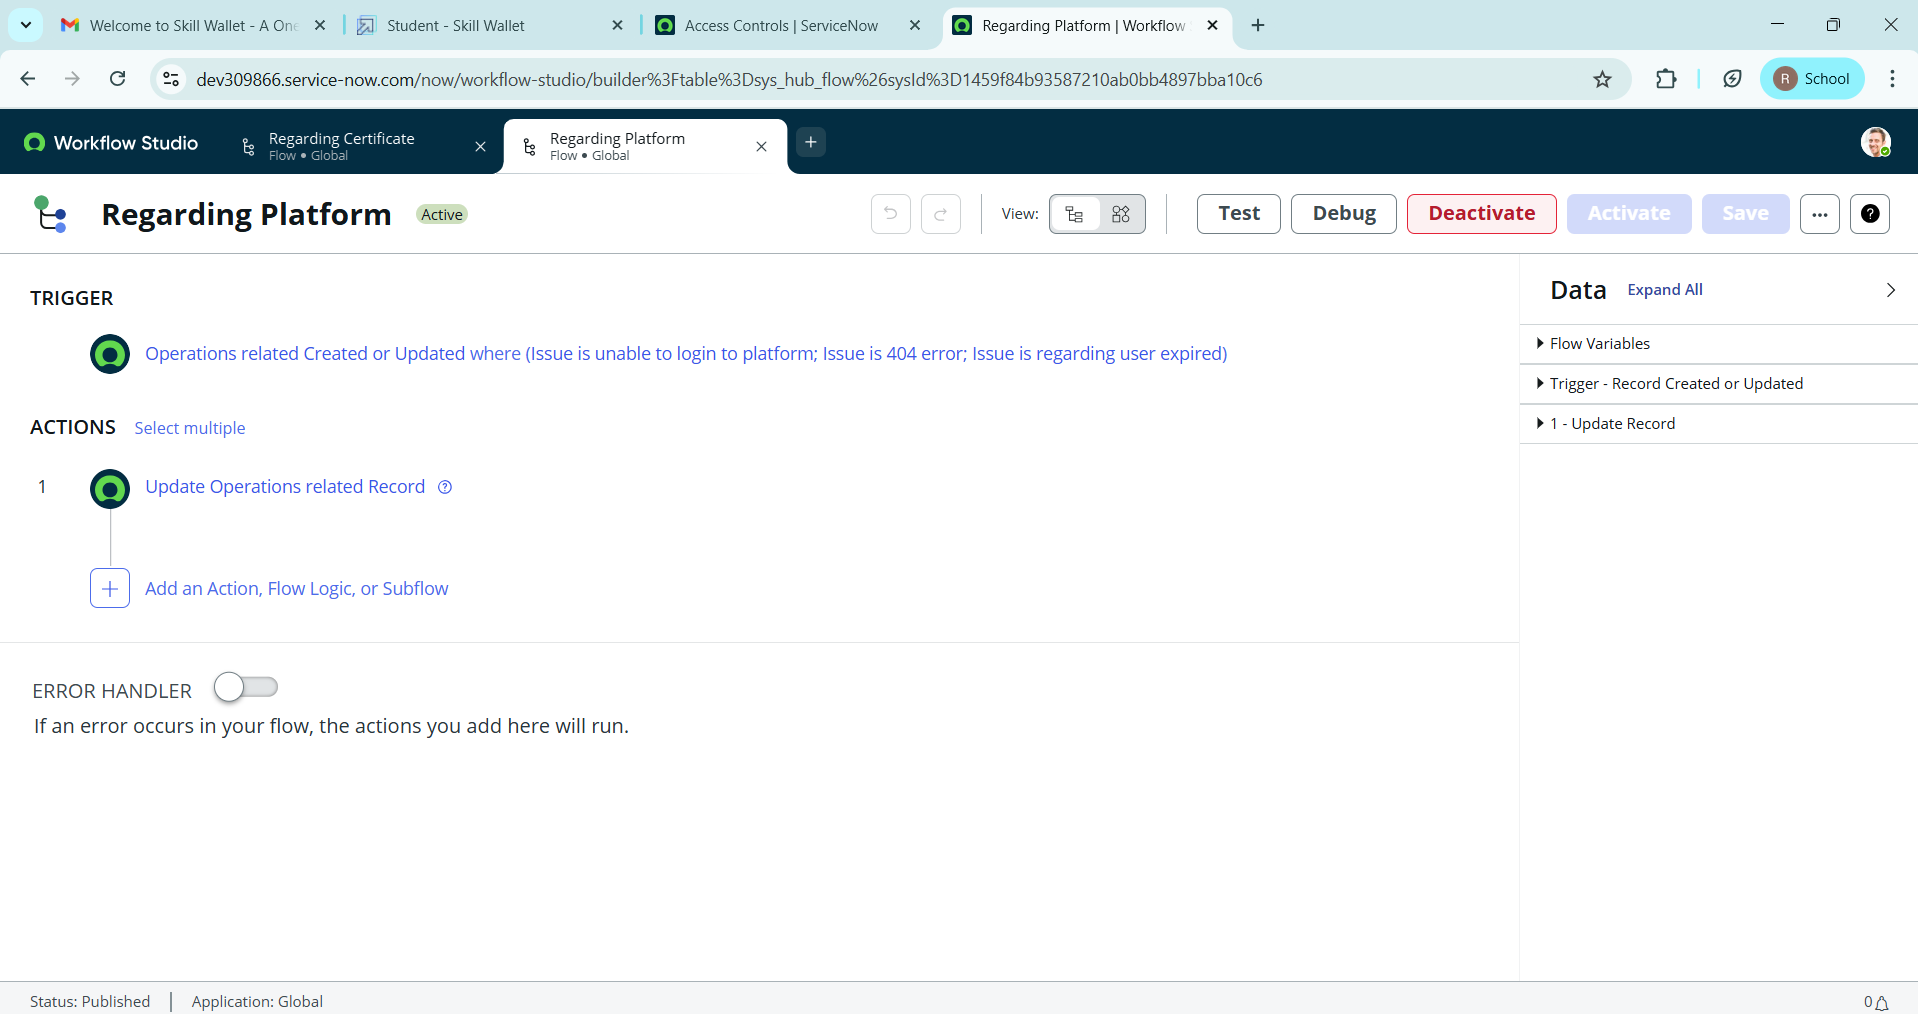 Welcome to Skill Wallet - A One
Student - Skill Wallet
Access Controls | ServiceNow
Regarding Platform | Workflow
dev309866.service-now.com/now/workflow-studio/builder%3Ftable%3Dsys_hub_flow%26sysId%3D1459f84b93587210ab0bb4897bba10c6
R School
Workflow Studio
Regarding Certificate
Flow • Global
Regarding Platform
Flow • Global
Regarding Platform Active
View:
Test Debug Deactivate Activate Save
TRIGGER
Operations related Created or Updated where (Issue is unable to login to platform; Issue is 404 error; Issue is regarding user expired)
ACTIONS Select multiple
1 Update Operations related Record
Add an Action, Flow Logic, or Subflow
ERROR HANDLER
If an error occurs in your flow, the actions you add here will run.
Data Expand All
Flow Variables
Trigger - Record Created or Updated
1 - Update Record
Status: Published | Application: Global
0